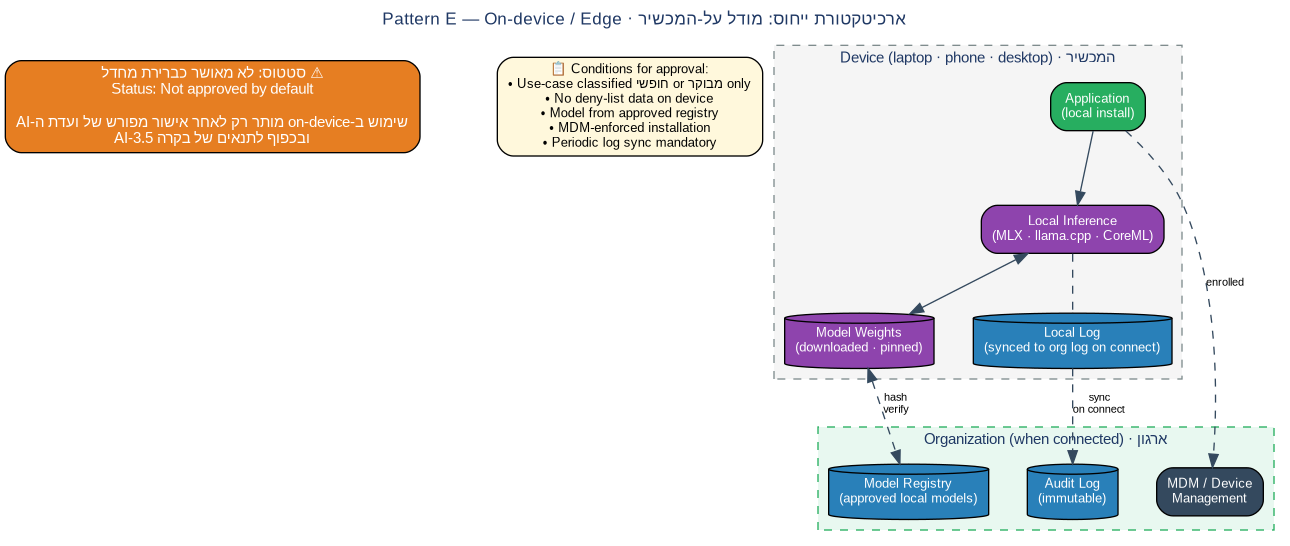 Pattern E — On-device / Edge · ארכיטקטורת ייחוס: מודל על-המכשיר
⚠ סטטוס: לא מאושר כברירת מחדל
Status: Not approved by default
שימוש ב-on-device מותר רק לאחר אישור מפורש של ועדת ה-AI
ובכפוף לתנאים של בקרה AI-3.5
📋 Conditions for approval:
• Use-case classified חופשי or מבוקר only
• No deny-list data on device
• Model from approved registry
• MDM-enforced installation
• Periodic log sync mandatory
Device (laptop · phone · desktop) · המכשיר
Application
(local install)
Local Inference
(MLX · llama.cpp · CoreML)
enrolled
Model Weights
(downloaded · pinned)
Local Log
(synced to org log on connect)
hash
verify
sync
on connect
Organization (when connected) · ארגון
Model Registry
(approved local models)
Audit Log
(immutable)
MDM / Device
Management